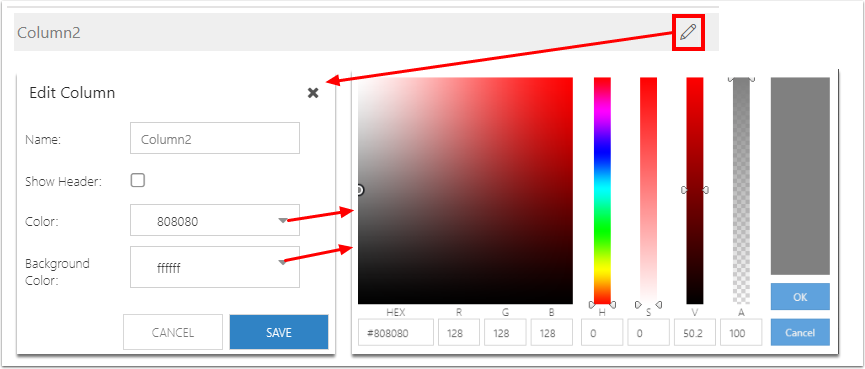 Column2
Edit Column
Name:
Column2
Show Header:
Color:
808080
Background
Color:
ffffff
CANCEL
SAVE
HEX R G B H S V A
#808080 128 128 128 0 0 50.2 100
OK
Cancel